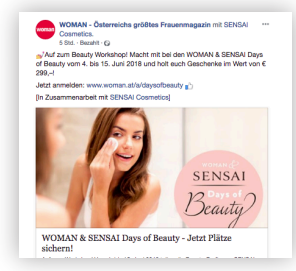 WOMAN - Österreichs größtes Frauenmagazin mit SENSAI
Cosmetics.
5 Std. · Bezahlt ·
Auf zum Beauty Workshop! Macht mit bei den WOMAN & SENSAI Days
of Beauty vom 4. bis 15. Juni 2018 und holt euch Geschenke im Wert von €
299,-!
Jetzt anmelden: www.woman.at/a/daysofbeauty
[In Zusammenarbeit mit SENSAI Cosmetics]
WOMAN &
SENSAI
Days of
Beauty
WOMAN & SENSAI Days of Beauty - Jetzt Plätze
sichern!